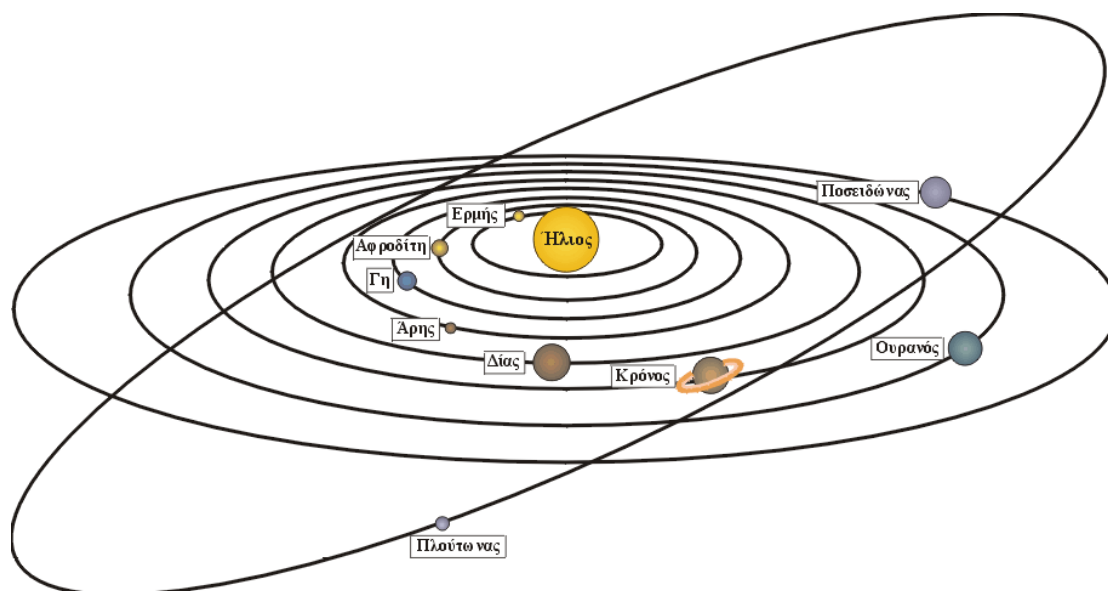 Ποσειδώνας
Ερμής
Ήλιος
Αφροδίτη
Γη
Άρης
Δίας
Κρόνος
Ουρανός
Πλούτωνας